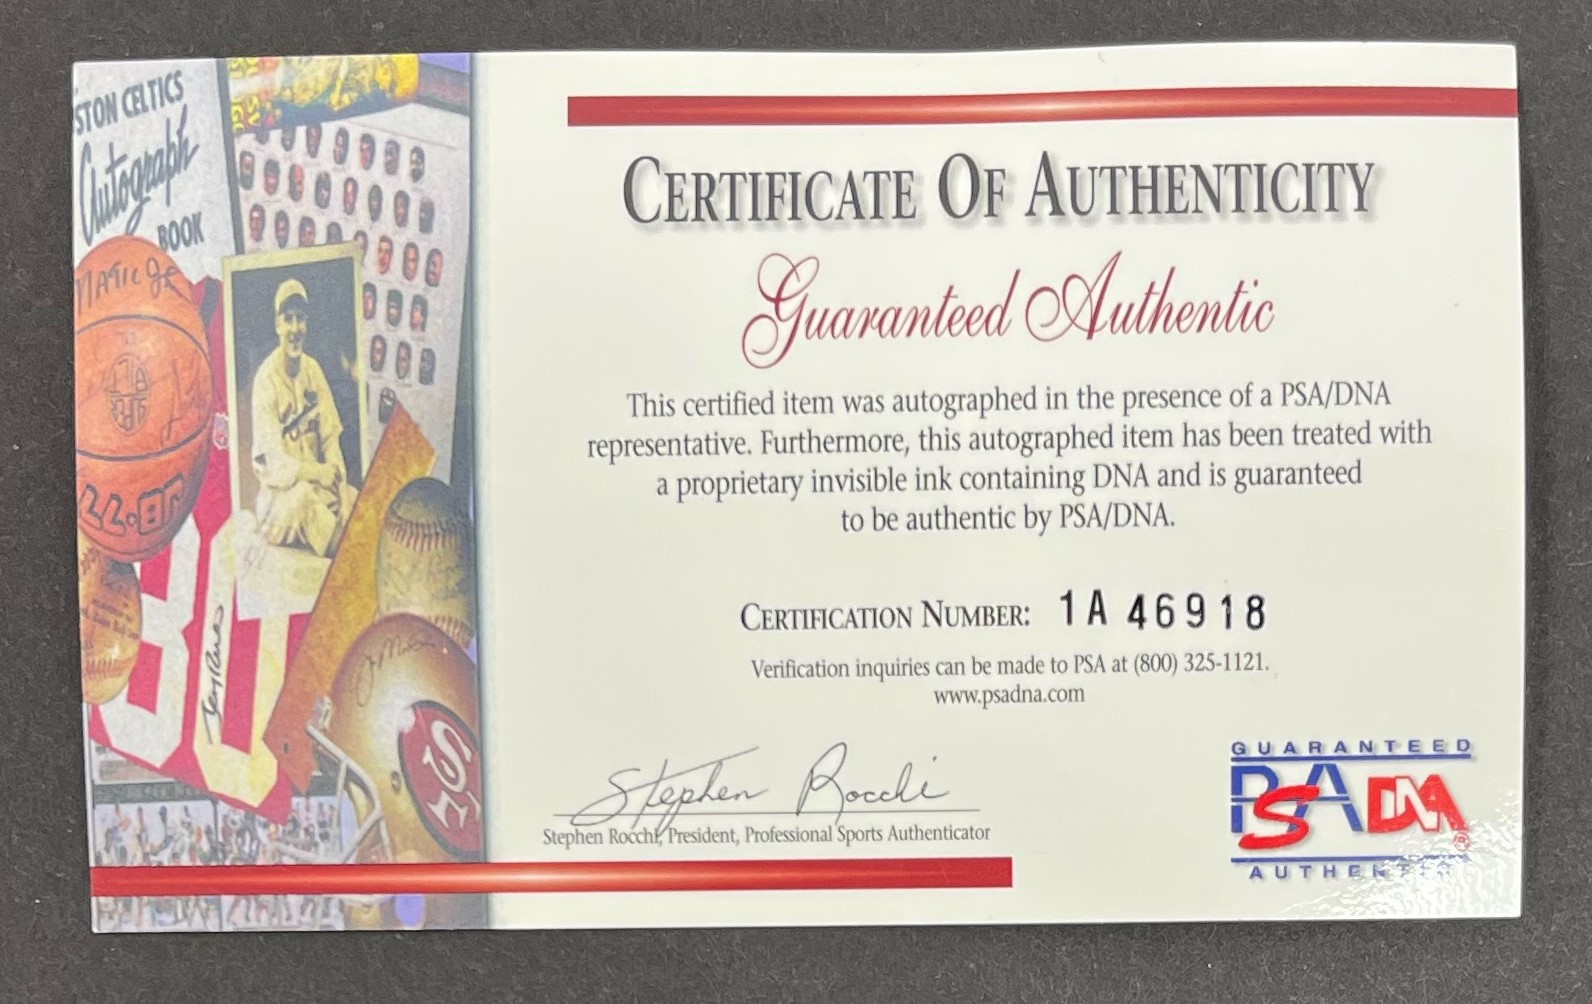 STON CELTICS
Autograph
BOOK
CERTIFICATE OF AUTHENTICITY
Guaranteed Authentic
This certified item was autographed in the presence of a PSA/DNA
representative. Furthermore, this autographed item has been treated with
a proprietary invisible ink containing DNA and is guaranteed
to be authentic by PSA/DNA.
CERTIFICATION NUMBER: 1A 46918
Verification inquiries can be made to PSA at (800) 325-1121.
www.psadna.com
Stephen Rocchi
Stephen Rocchi, President, Professional Sports Authenticator
GUARANTEED
PSA DNA
®